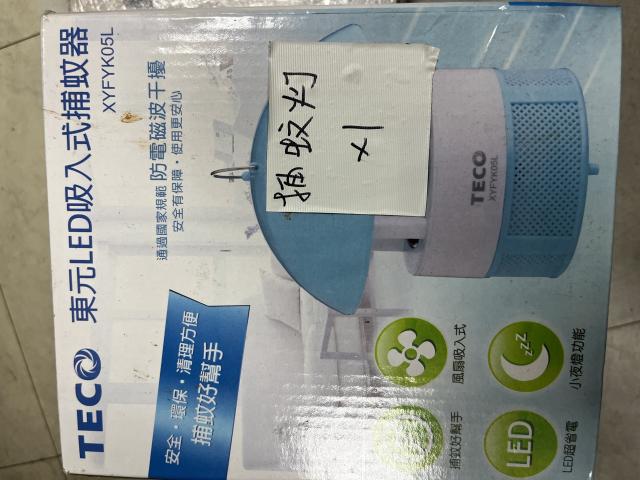 TECO 東元LED吸入式捕蚊器
XYFYK05L
通過國家規範 防電磁波干擾
安全有保障，使用更安心
捕蚊灯
x1
TECO
XYFYK05L
安全・環保・清理方便
捕蚊好幫手
風扇吸入式
小夜燈功能
zzZ
捕蚊好幫手
LED
LED超省電